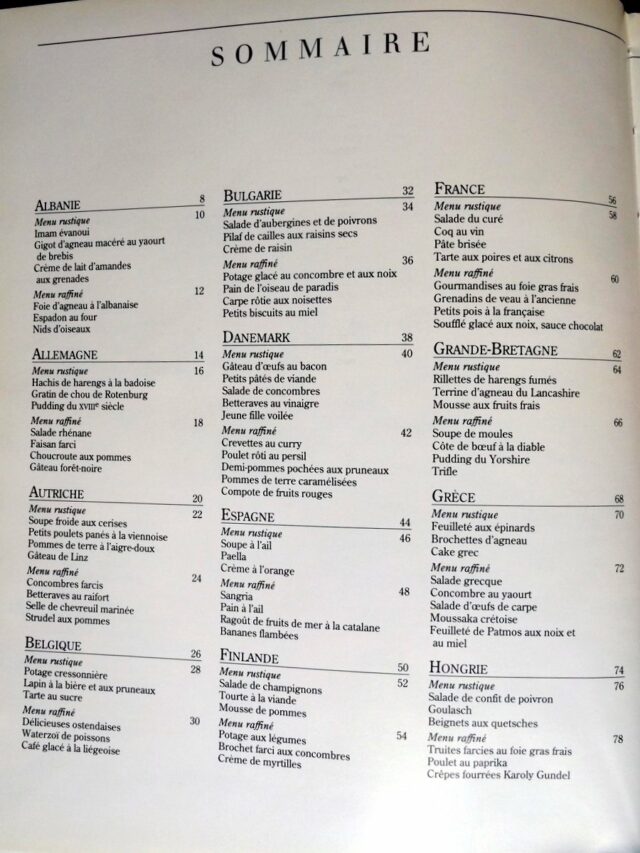 SOMMAIRE
ALBANIE 8
Menu rustique 10
Imam évanoui
Gigot d'agneau macéré au yaourt
de brebis
Crème de lait d'amandes
aux grenades
Menu raffiné 12
Foie d'agneau à l'albanaise
Espadon au four
Nids d'oiseaux
ALLEMAGNE 14
Menu rustique 16
Hachis de harengs à la badoise
Gratin de chou de Rotenburg
Pudding du XVIIIe siècle
Menu raffiné 18
Salade rhénane
Faisan farci
Choucroute aux pommes
Gâteau forêt-noire
AUTRICHE 20
Menu rustique 22
Soupe froide aux cerises
Petits poulets panés à la viennoise
Pommes de terre à l'aigre-doux
Gâteau de Linz
Menu raffiné 24
Concombres farcis
Betteraves au raifort
Selle de chevreuil marinée
Strudel aux pommes
BELGIQUE 26
Menu rustique 28
Potage cressonnière
Lapin à la bière et aux pruneaux
Tarte au sucre
Menu raffiné 30
Délicieuses ostendaises
Waterzoï de poissons
Café glacé à la liégeoise
BULGARIE 32
Menu rustique 34
Salade d'aubergines et de poivrons
Pilaf de cailles aux raisins secs
Crème de raisin
Menu raffiné 36
Potage glacé au concombre et aux noix
Pain de l'oiseau de paradis
Carpe rôtie aux noisettes
Petits biscuits au miel
DANEMARK 38
Menu rustique 40
Gâteau d'œufs au bacon
Petits pâtés de viande
Salade de concombres
Betteraves au vinaigre
Jeune fille voilée
Menu raffiné 42
Crevettes au curry
Poulet rôti au persil
Demi-pommes pochées aux pruneaux
Pommes de terre caramélisées
Compote de fruits rouges
ESPAGNE 44
Menu rustique 46
Soupe à l'ail
Paella
Crème à l'orange
Menu raffiné 48
Sangria
Pain à l'ail
Ragoût de fruits de mer à la catalane
Bananes flambées
FINLANDE 50
Menu rustique 52
Salade de champignons
Tourte à la viande
Mousse de pommes
Menu raffiné 54
Potage aux légumes
Brochet farci aux concombres
Crème de myrtilles
FRANCE 56
Menu rustique 58
Salade du curé
Coq au vin
Pâte brisée
Tarte aux poires et aux citrons
Menu raffiné 60
Gourmandises au foie gras frais
Grenadins de veau à l'ancienne
Petits pois à la française
Soufflé glacé aux noix, sauce chocolat
GRANDE-BRETAGNE 62
Menu rustique 64
Rillettes de harengs fumés
Terrine d'agneau du Lancashire
Mousse aux fruits frais
Menu raffiné 66
Soupe de moules
Côte de bœuf à la diable
Pudding du Yorshire
Trifle
GRÈCE 68
Menu rustique 70
Feuilleté aux épinards
Brochettes d'agneau
Cake grec
Menu raffiné 72
Salade grecque
Concombre au yaourt
Salade d'œufs de carpe
Moussaka crétoise
Feuilleté de Patmos aux noix et
au miel
HONGRIE 74
Menu rustique 76
Salade de confit de poivron
Goulasch
Beignets aux quetsches
Menu raffiné 78
Truites farcies au foie gras frais
Poulet au paprika
Crêpes fourrées Karoly Gundel